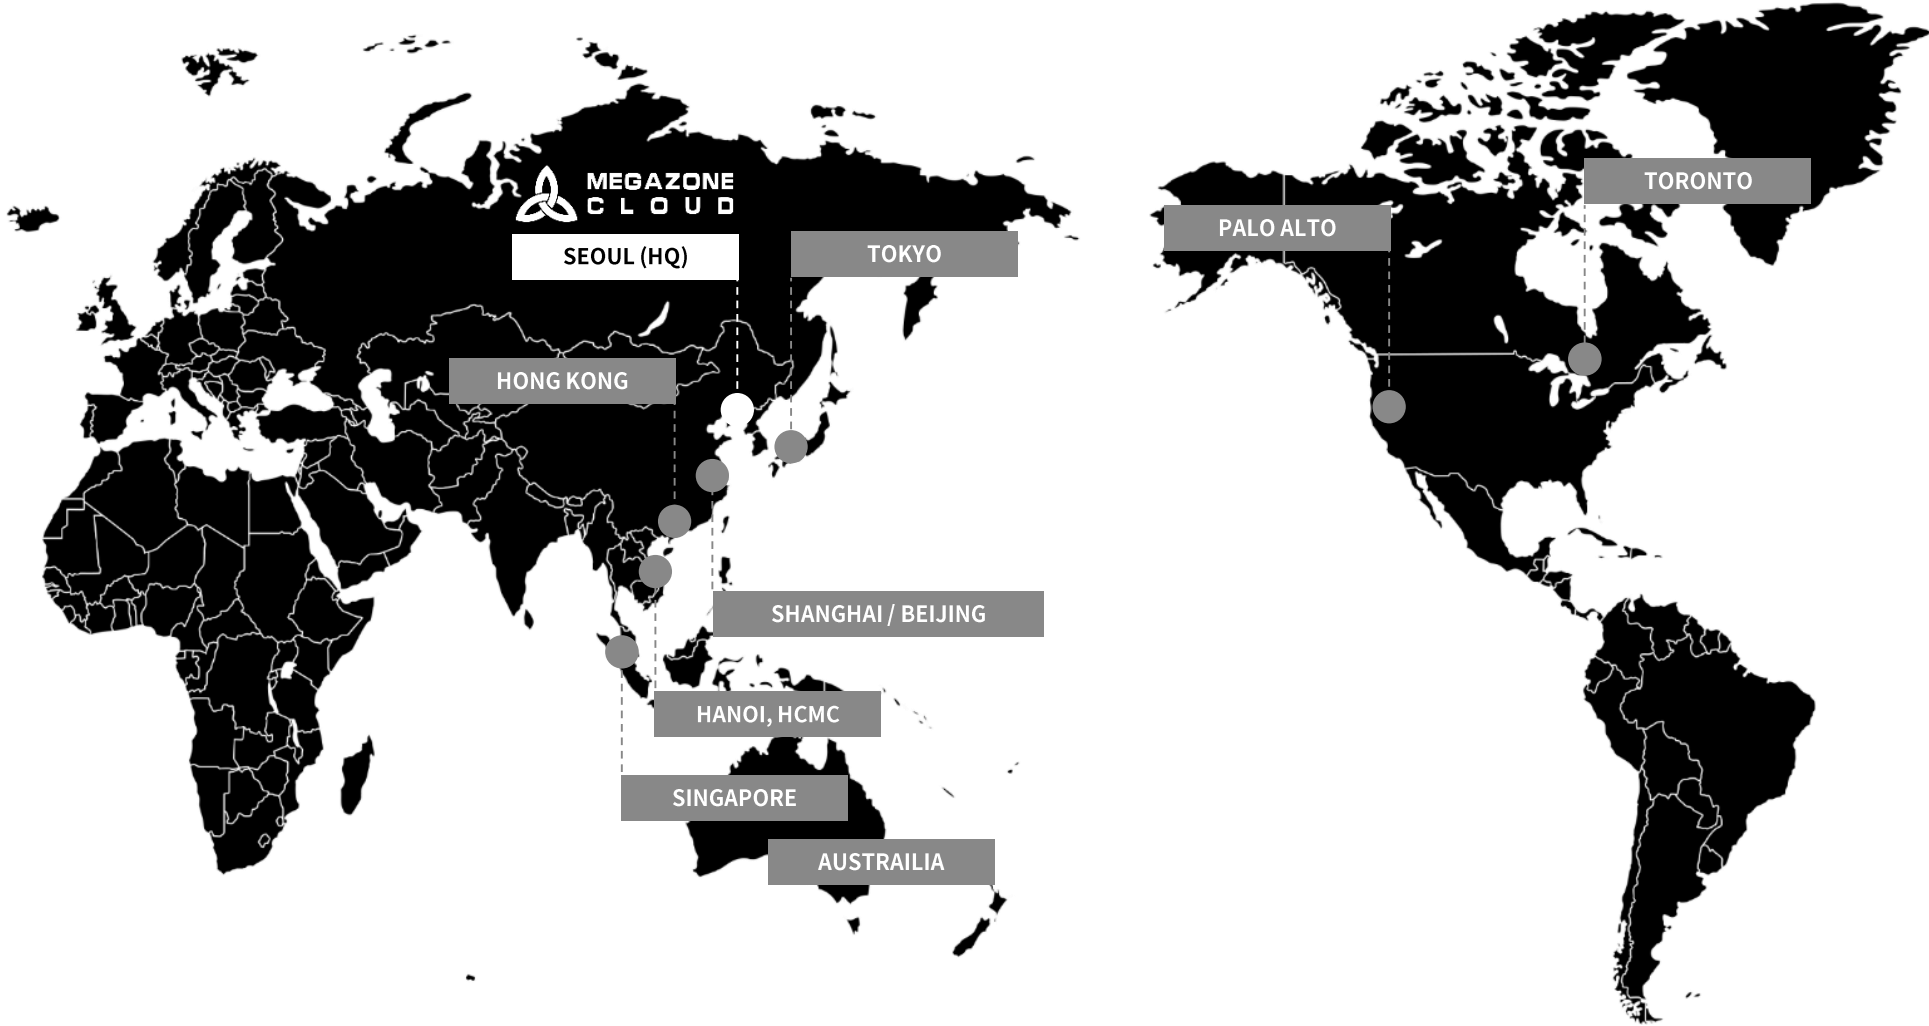 MEGAZONE
CLOUD
SEOUL (HQ)
TOKYO
TORONTO
PALO ALTO
HONG KONG
SHANGHAI / BEIJING
HANOI, HCMC
SINGAPORE
AUSTRAILIA